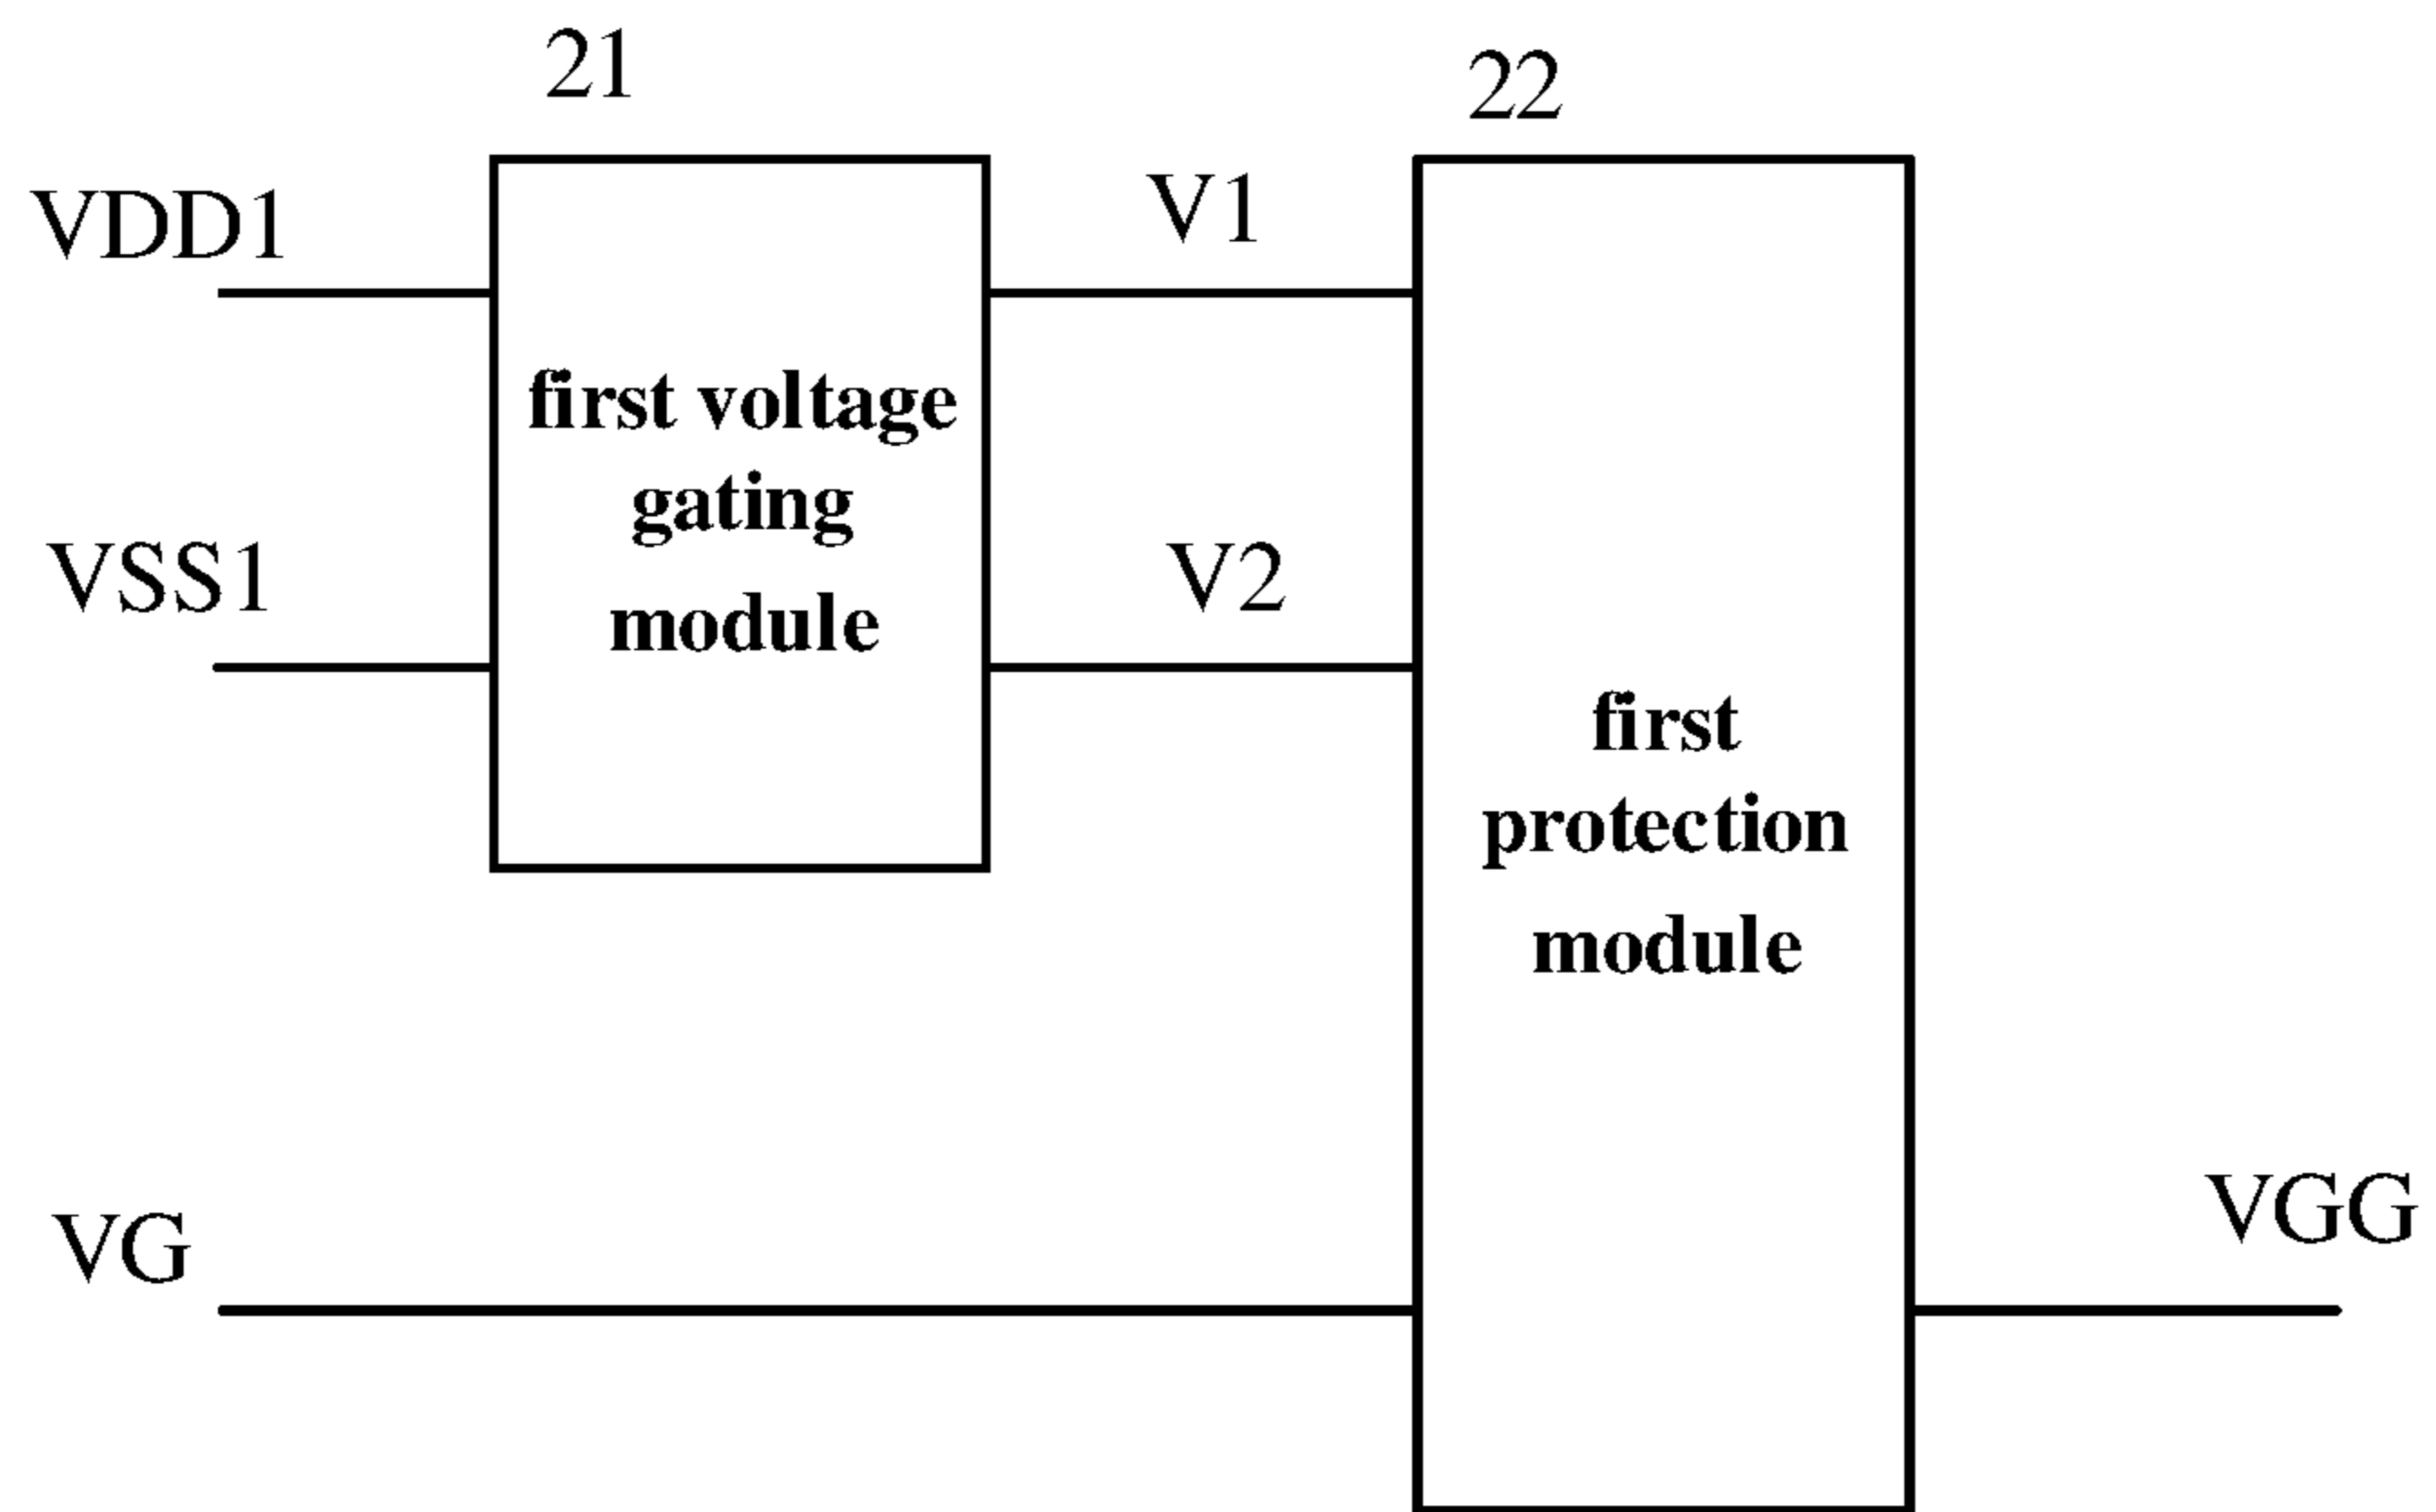 21
22
VDD1
V1
first voltage
gating
module
VSS1
V2
first
protection
module
VG
VGG